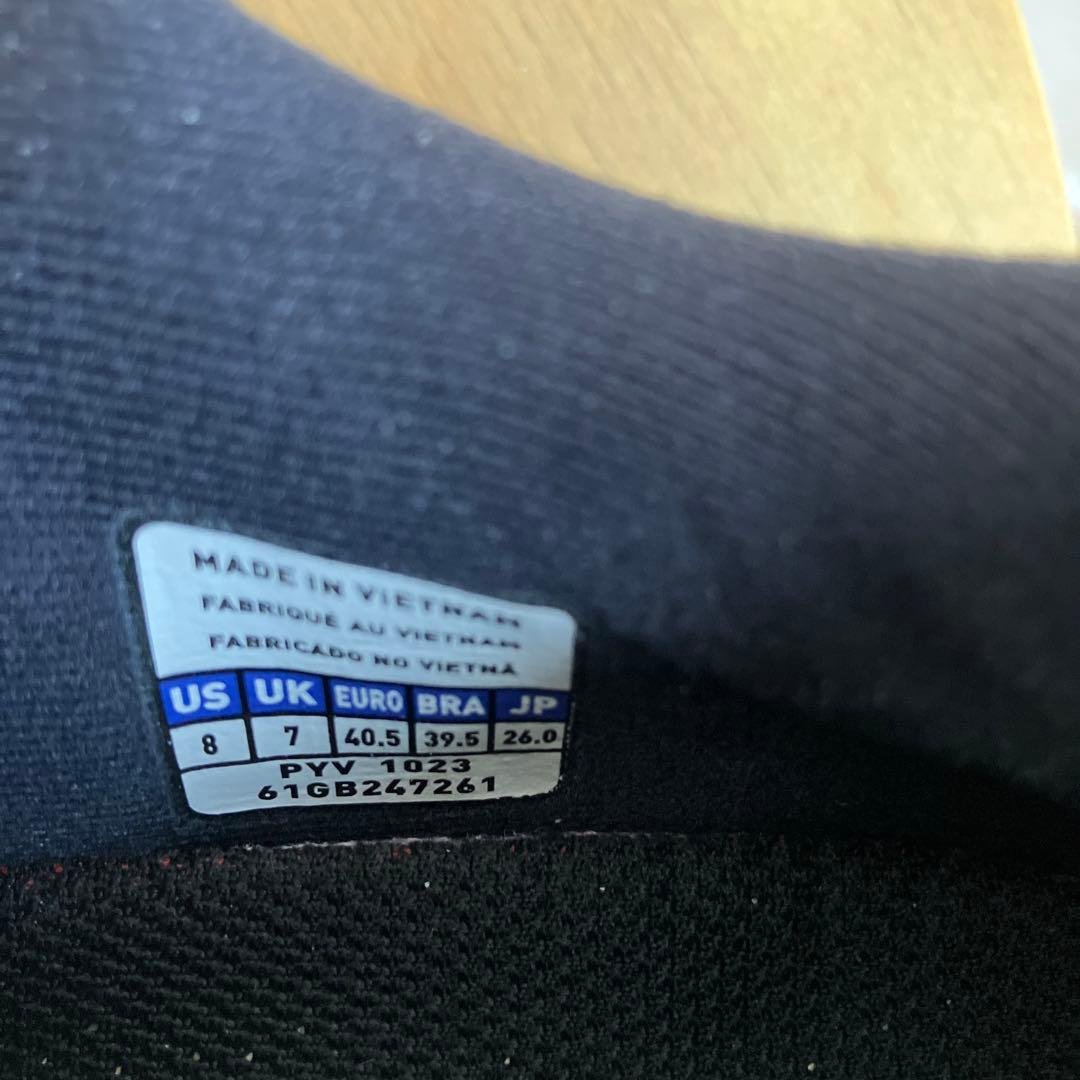 MADE IN VIETNAM
FABRIQUÉ AU VIETNAM
FABRICADO NO VIETNÃ
US UK EURO BRA JP
8 7 40.5 39.5 26.0
PYV 1023
61GB247261